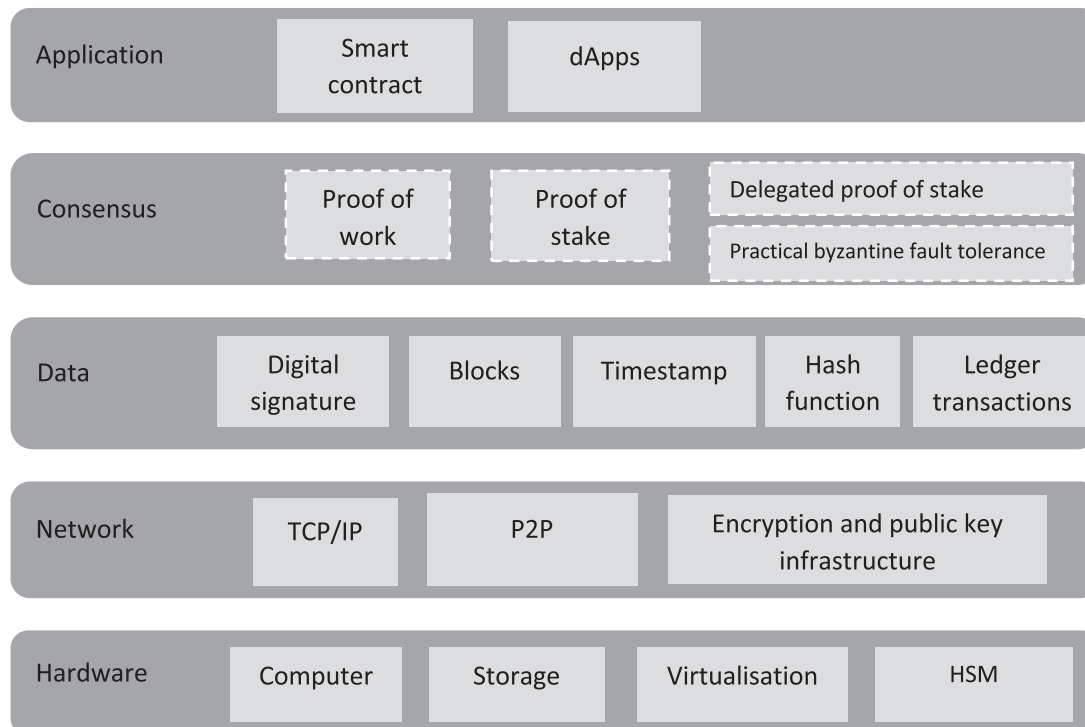 Application
Smart
contract
dApps
Consensus
Proof of
work
Proof of
stake
Delegated proof of stake
Practical byzantine fault tolerance
Data
Digital
signature
Blocks
Timestamp
Hash
function
Ledger
transactions
Network
TCP/IP
P2P
Encryption and public key
infrastructure
Hardware
Computer
Storage
Virtualisation
HSM